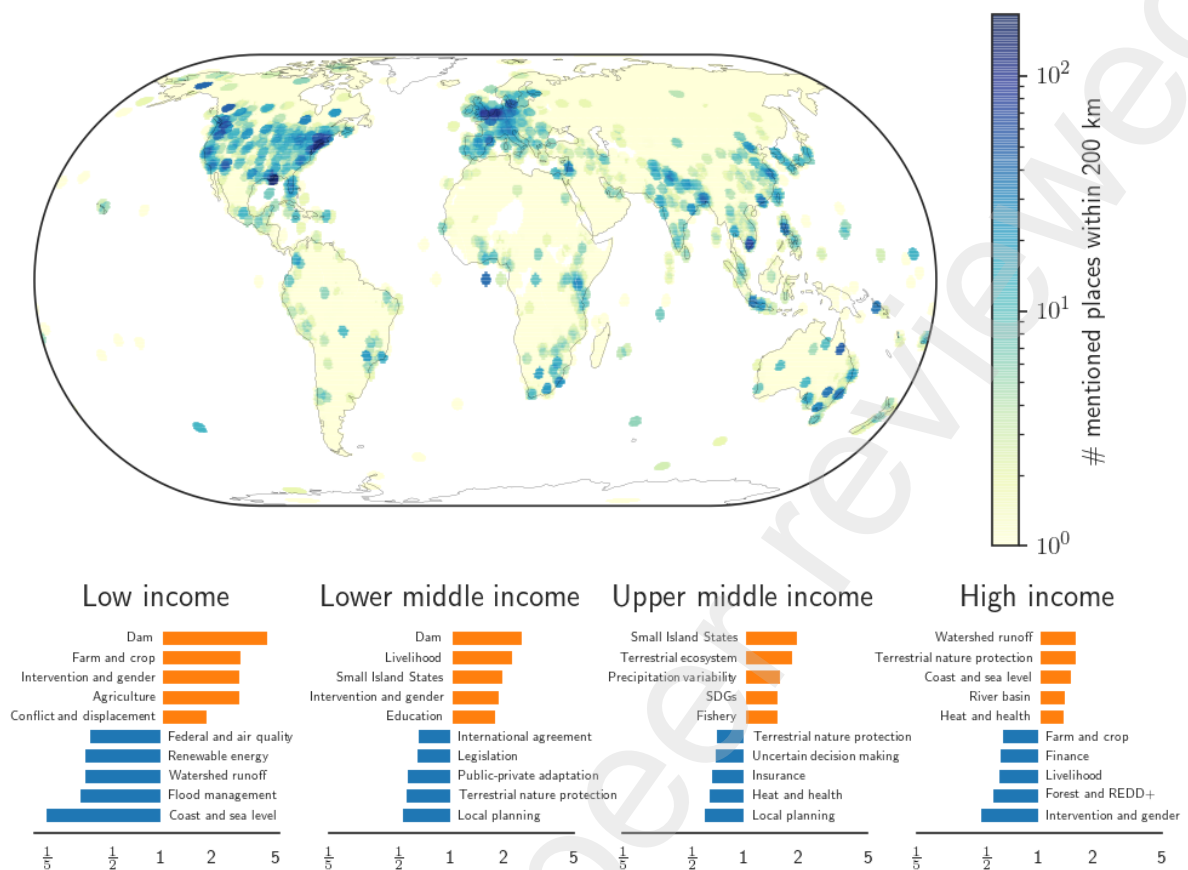 10²
10¹
10⁰
# mentioned places within 200 km
peer reviewed
Low income
Dam
Farm and crop
Intervention and gender
Agriculture
Conflict and displacement
Federal and air quality
Renewable energy
Watershed runoff
Flood management
Coast and sea level
1/5 1/2 1 2 5
Lower middle income
Dam
Livelihood
Small Island States
Intervention and gender
Education
International agreement
Legislation
Public-private adaptation
Terrestrial nature protection
Local planning
1/5 1/2 1 2 5
Upper middle income
Small Island States
Terrestrial ecosystem
Precipitation variability
SDGs
Fishery
Terrestrial nature protection
Uncertain decision making
Insurance
Heat and health
Local planning
1/5 1/2 1 2 5
High income
Watershed runoff
Terrestrial nature protection
Coast and sea level
River basin
Heat and health
Farm and crop
Finance
Livelihood
Forest and REDD+
Intervention and gender
1/5 1/2 1 2 5